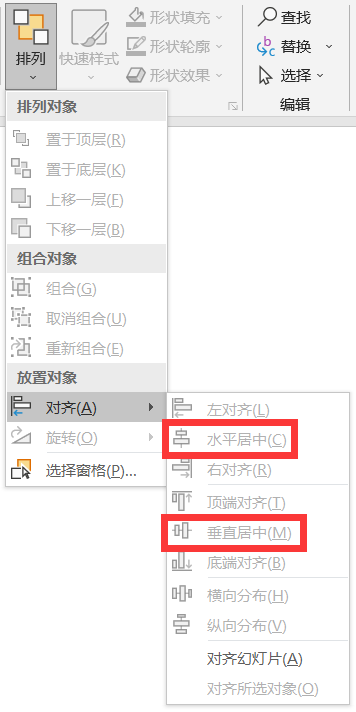 形状填充
查找
排列
快速样式
形状轮廓
替换
形状效果
选择
编辑
排列对象
置于顶层(R)
置于底层(K)
上移一层(F)
下移一层(B)
组合对象
组合(G)
取消组合(U)
重新组合(E)
放置对象
对齐(A)
旋转(O)
选择窗格(P)...
左对齐(L)
水平居中(C)
右对齐(R)
顶端对齐(T)
垂直居中(M)
底端对齐(B)
横向分布(H)
纵向分布(V)
对齐幻灯片(A)
对齐所选对象(O)